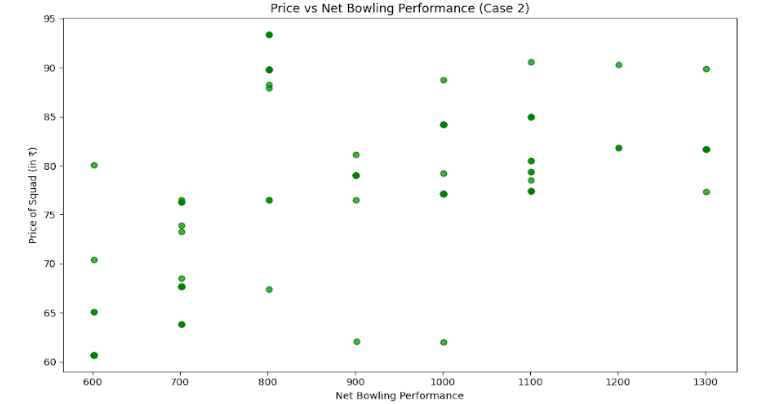 Price vs Net Bowling Performance (Case 2)
95
90
85
80
75
70
65
60
Price of Squad (in ₹)
600 700 800 900 1000 1100 1200 1300
Net Bowling Performance